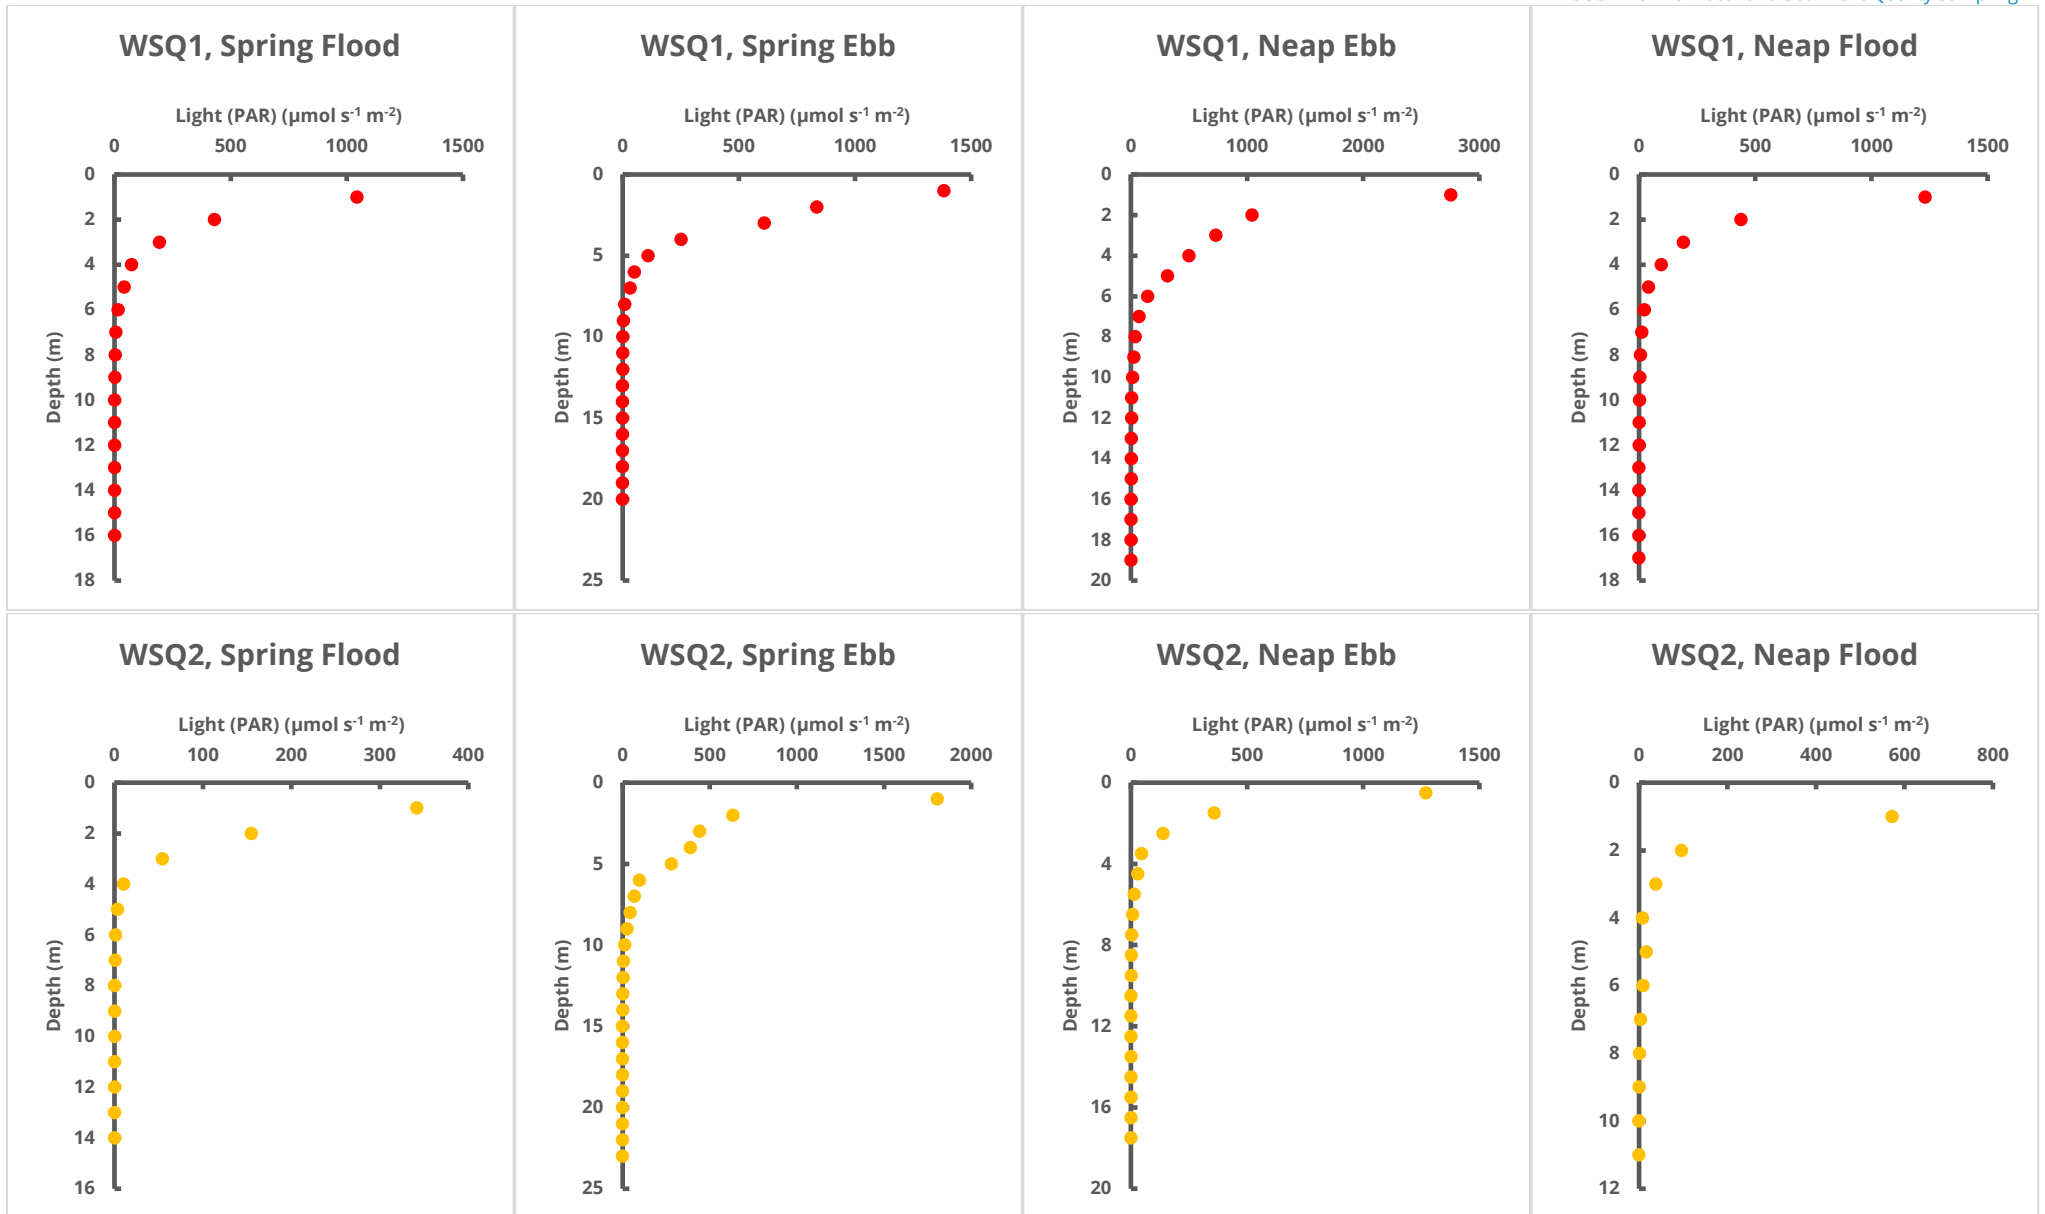 WSQ1, Spring Flood
Light (PAR) (µmol s-1 m-2)
0 500 1000 1500
0
2
4
6
8
10
12
14
16
18
Depth (m)
WSQ1, Spring Ebb
Light (PAR) (µmol s-1 m-2)
0 500 1000 1500
0
5
10
15
20
25
Depth (m)
WSQ1, Neap Ebb
Light (PAR) (µmol s-1 m-2)
0 1000 2000 3000
0
2
4
6
8
10
12
14
16
18
20
Depth (m)
WSQ1, Neap Flood
Light (PAR) (µmol s-1 m-2)
0 500 1000 1500
0
2
4
6
8
10
12
14
16
18
Depth (m)
WSQ2, Spring Flood
Light (PAR) (µmol s-1 m-2)
0 100 200 300 400
0
2
4
6
8
10
12
14
16
Depth (m)
WSQ2, Spring Ebb
Light (PAR) (µmol s-1 m-2)
0 500 1000 1500 2000
0
5
10
15
20
25
Depth (m)
WSQ2, Neap Ebb
Light (PAR) (µmol s-1 m-2)
0 500 1000 1500
0
4
8
12
16
20
Depth (m)
WSQ2, Neap Flood
Light (PAR) (µmol s-1 m-2)
0 200 400 600 800
0
2
4
6
8
10
12
Depth (m)